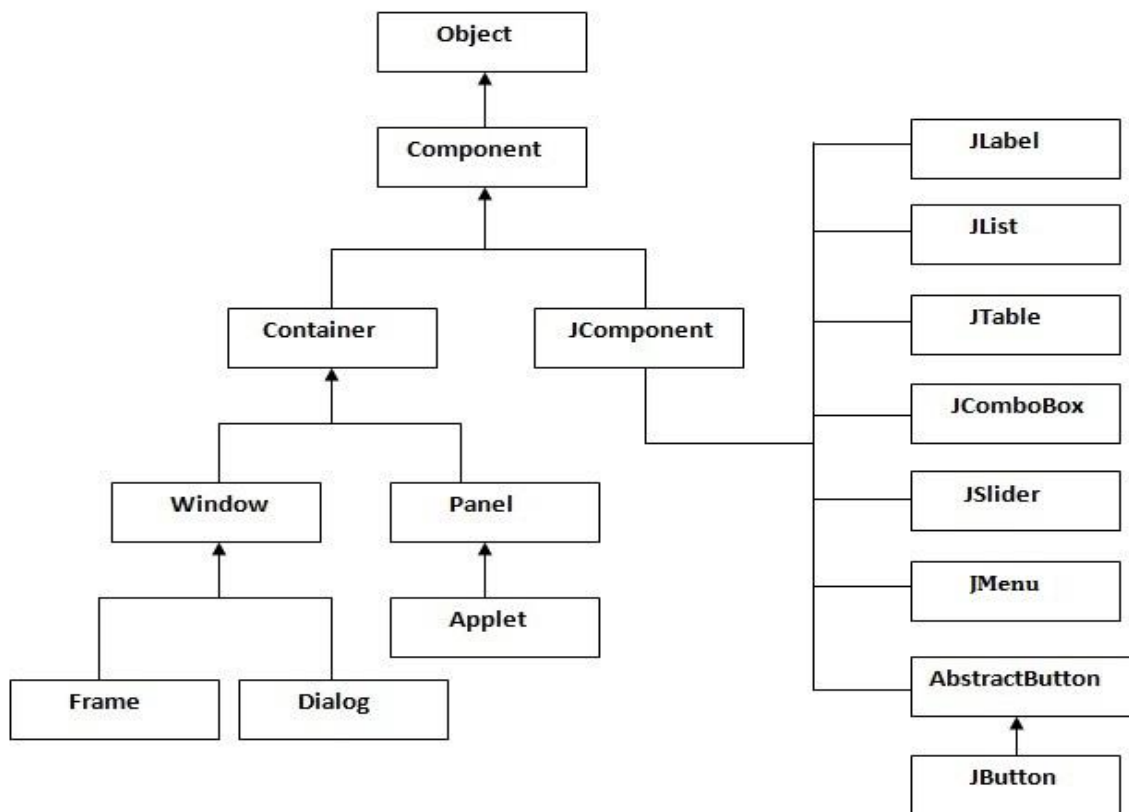 Object
Component
Container
JComponent
Window
Panel
Applet
Frame
Dialog
JLabel
JList
JTable
JComboBox
JSlider
JMenu
AbstractButton
JButton